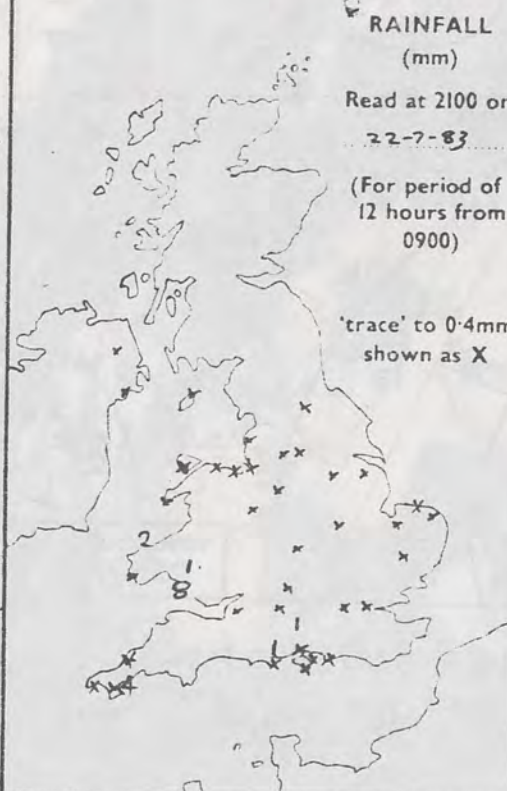 RAINFALL
(mm)
Read at 2100 on
22-7-83
(For period of
12 hours from
0900)
'trace' to 0·4mm
shown as X
2
1
8
1
1
4